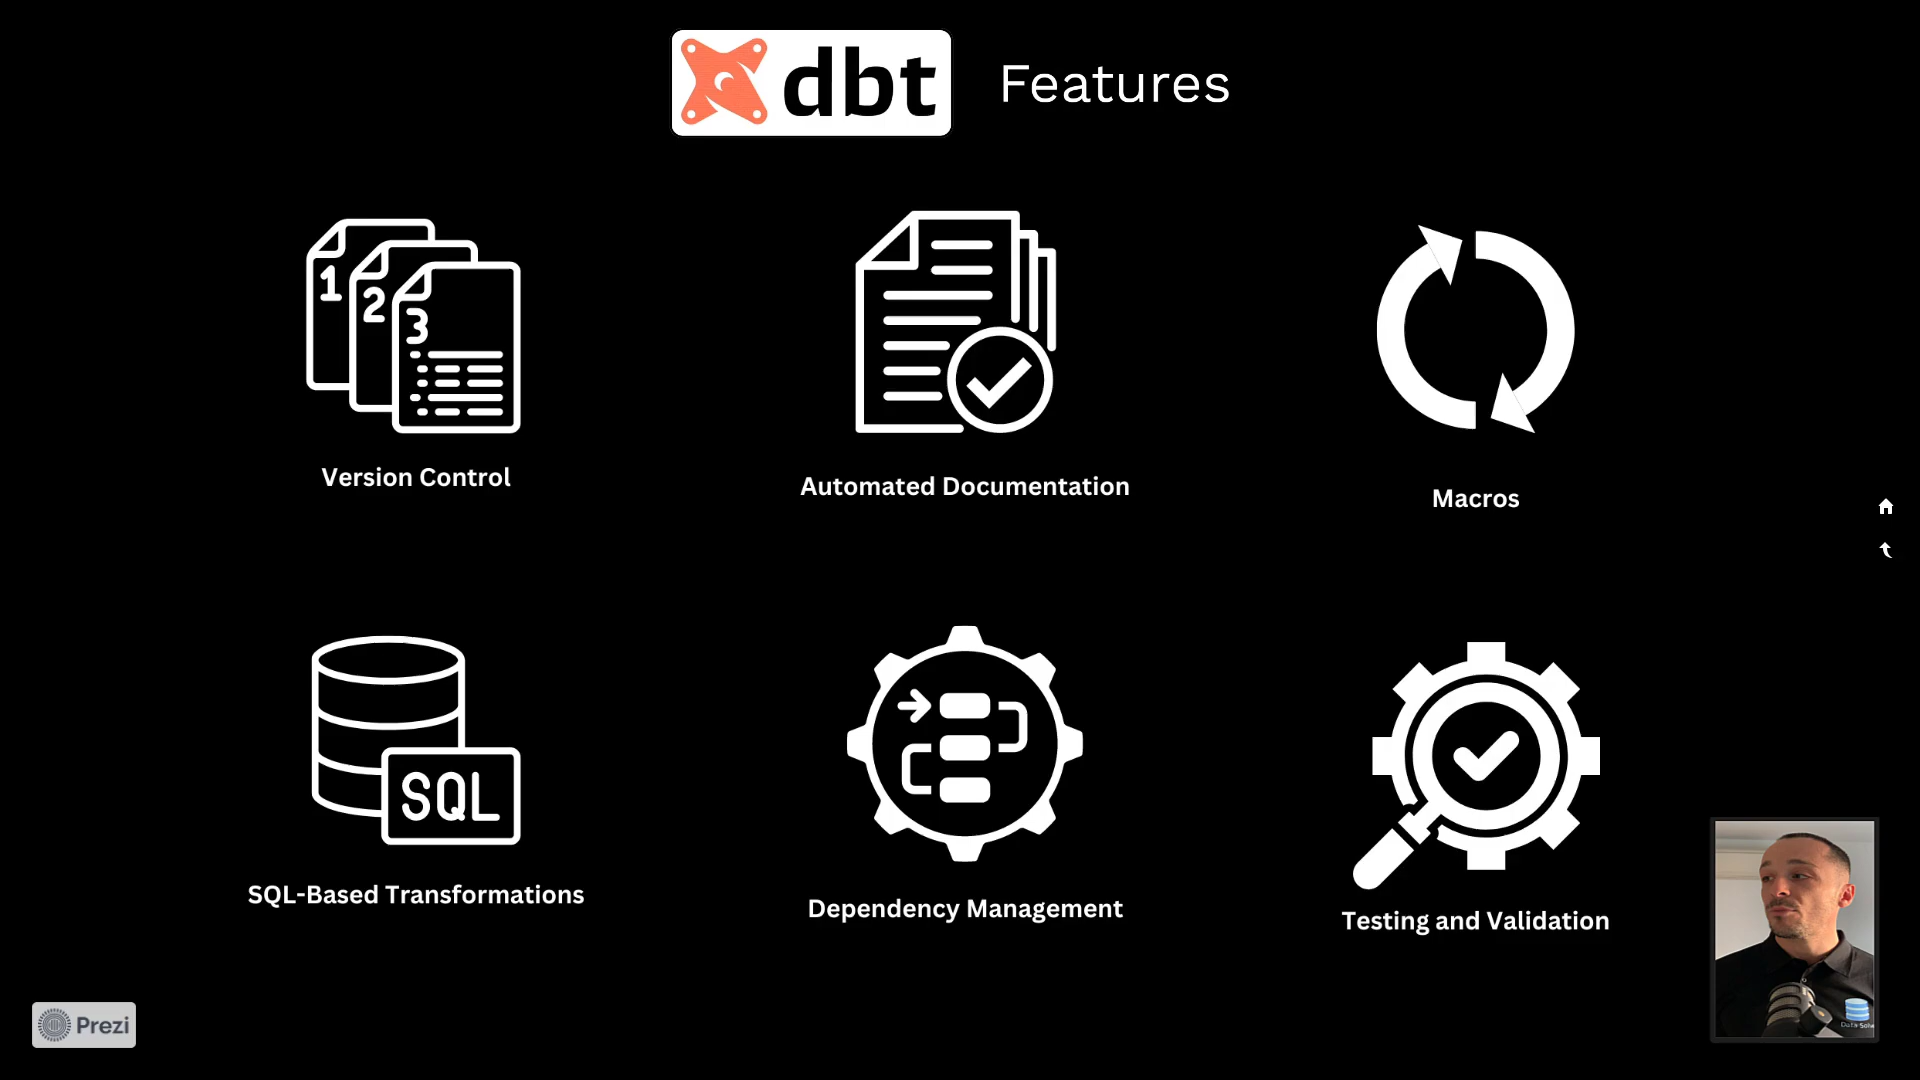 dbt
Features
1
2
3
Version Control
Automated Documentation
Macros
SQL
SQL-Based Transformations
Dependency Management
Testing and Validation
Prezi